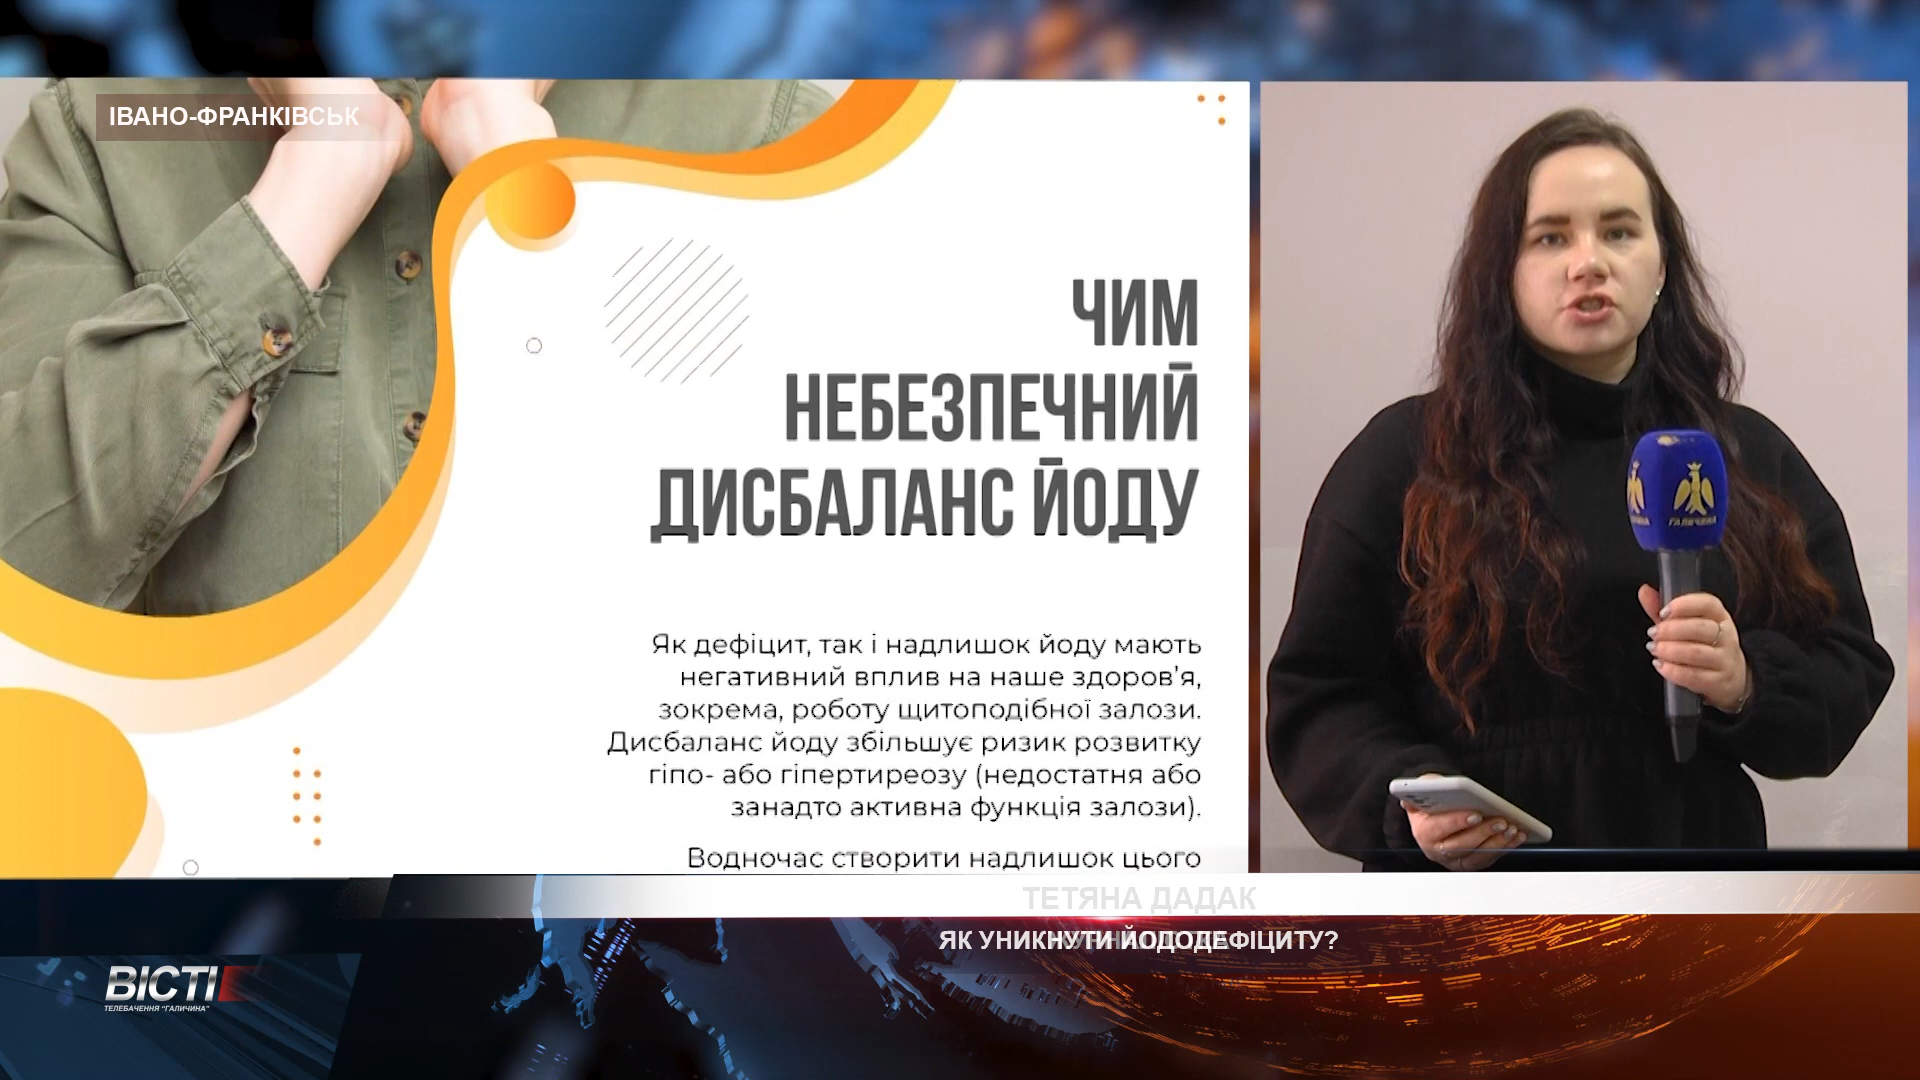 ІВАНО-ФРАНКІВСЬК
ЧИМ
НЕБЕЗПЕЧНИЙ
ДИСБАЛАНС ЙОДУ
Як дефіцит, так і надлишок йоду мають
негативний вплив на наше здоров'я,
зокрема, роботу щитоподібної залози.
Дисбаланс йоду збільшує ризик розвитку
гіпо- або гіпертиреозу (недостатня або
занадто активна функція залози).
Водночас створити надлишок цього
ГАЛИЧИНА
ТЕТЯНА ДАДАК
ЯК УНИКНУТИ ЙОДОДЕФІЦИТУ?
ВІСТІ
ТЕЛЕБАЧЕННЯ "ГАЛИЧИНА"